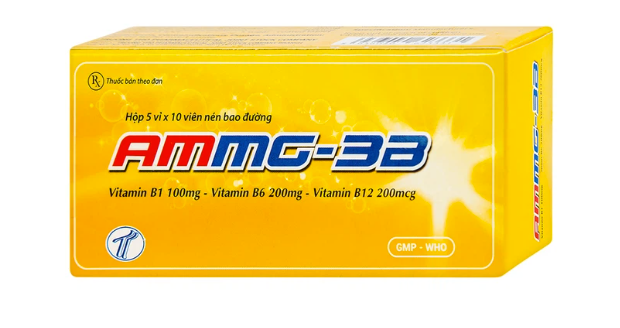 Rx Thuốc bán theo đơn
Hộp 5 vỉ x 10 viên nén bao đường
AMMG-3B
Vitamin B1 100mg - Vitamin B6 200mg - Vitamin B12 200mcg
GMP - WHO
AMMG-3B